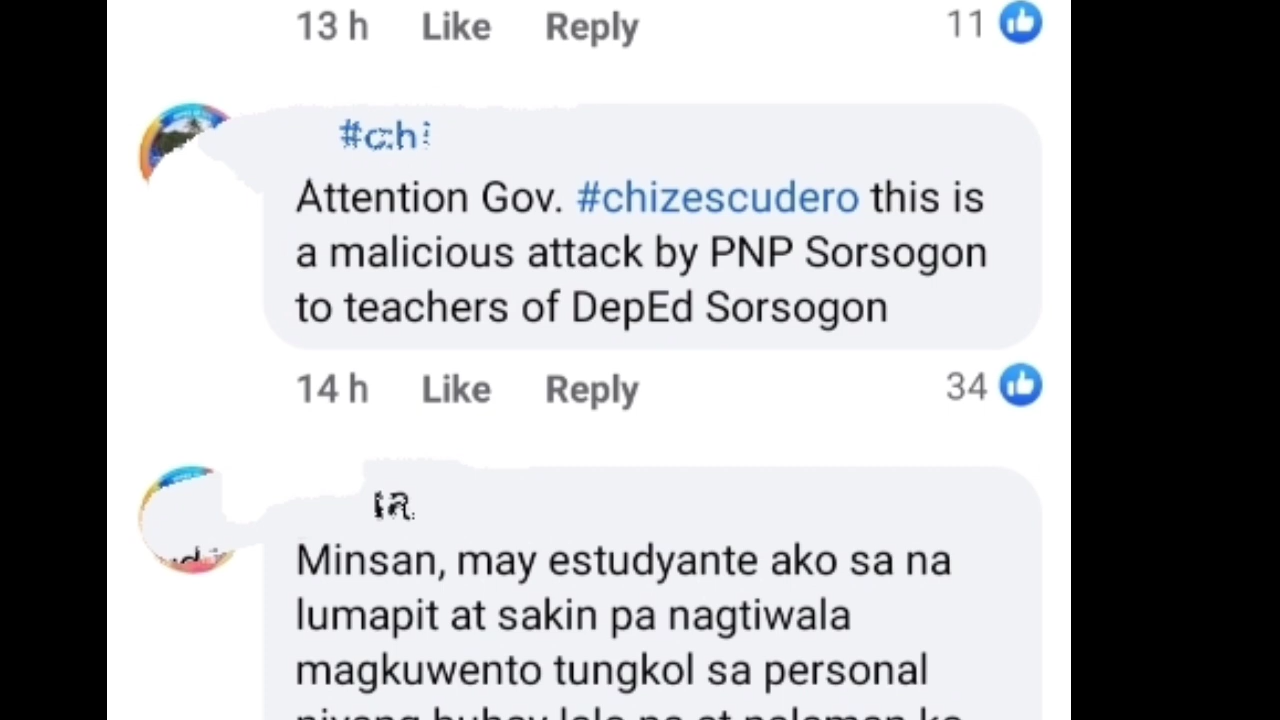 13 h Like Reply 11
Attention Gov. #chizescudero this is
a malicious attack by PNP Sorsogon
to teachers of DepEd Sorsogon
14 h Like Reply 34
Minsan, may estudyante ako sa na
lumapit at sakin pa nagtiwala
magkuwento tungkol sa personal